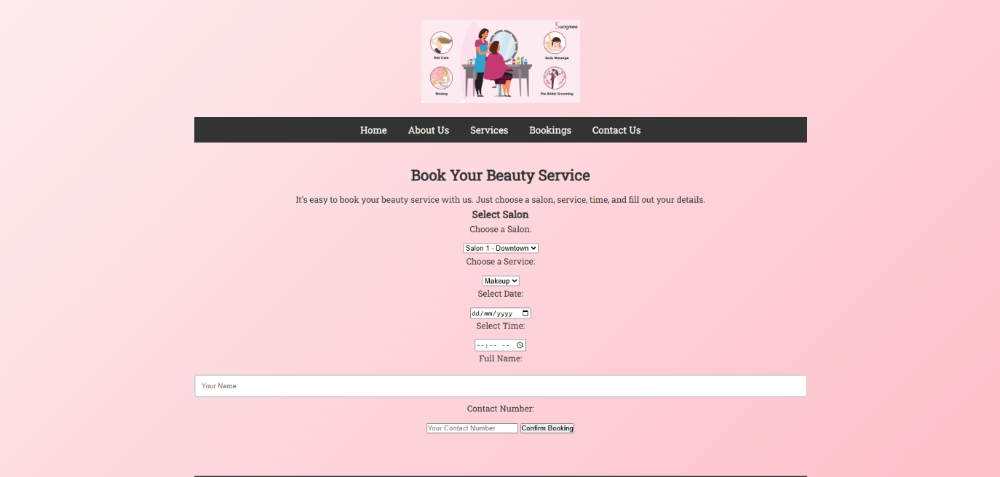 Swagmee
Hair Care
Body Massage
Waxing
Pre-Bridal Grooming
Home About Us Services Bookings Contact Us
Book Your Beauty Service
It's easy to book your beauty service with us. Just choose a salon, service, time, and fill out your details.
Select Salon
Choose a Salon:
Salon 1 - Downtown
Choose a Service:
Makeup
Select Date:
dd/mm/yyyy
Select Time:
--:-- --
Full Name:
Your Name
Contact Number:
Your Contact Number Confirm Booking